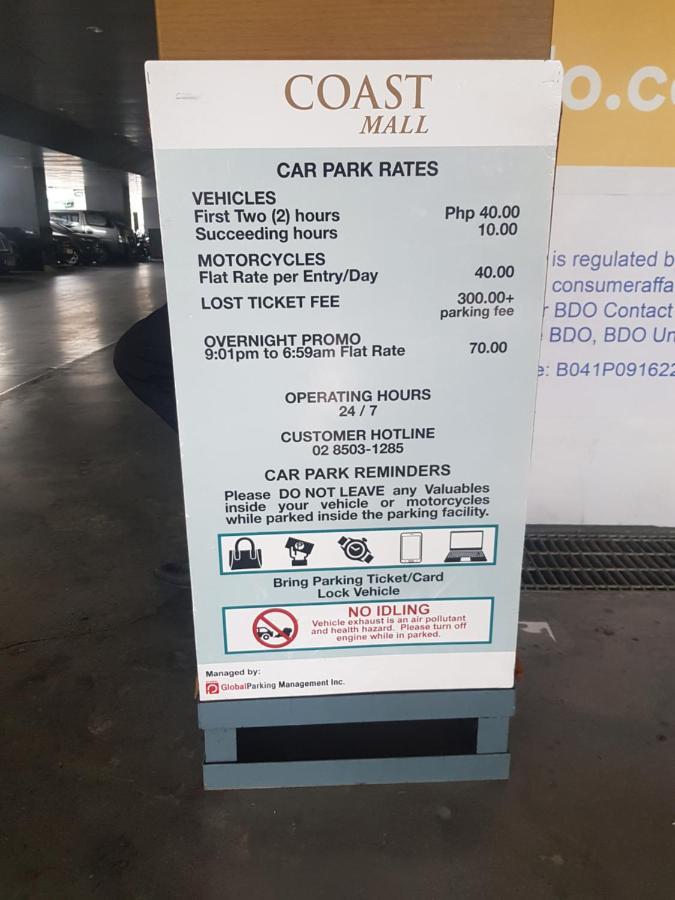 COAST
MALL
CAR PARK RATES
VEHICLES
First Two (2) hours Php 40.00
Succeeding hours 10.00
MOTORCYCLES
Flat Rate per Entry/Day 40.00
LOST TICKET FEE 300.00+
parking fee
OVERNIGHT PROMO
9:01pm to 6:59am Flat Rate 70.00
OPERATING HOURS
24 / 7
CUSTOMER HOTLINE
02 8503-1285
CAR PARK REMINDERS
Please DO NOT LEAVE any Valuables
inside your vehicle or motorcycles
while parked inside the parking facility.
Bring Parking Ticket/Card
Lock Vehicle
NO IDLING
Vehicle exhaust is an air pollutant
and health hazard. Please turn off
engine while in parked.
Managed by:
GlobalParking Management Inc.
o.c
is regulated b
consumeraffa
BDO Contact
BDO, BDO Un
e: B041P091622